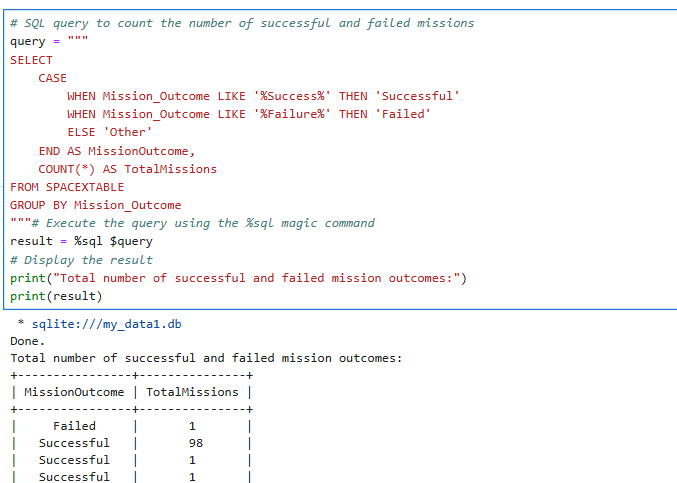 # SQL query to count the number of successful and failed missions
query = """
SELECT
    CASE
        WHEN Mission_Outcome LIKE '%Success%' THEN 'Successful'
        WHEN Mission_Outcome LIKE '%Failure%' THEN 'Failed'
        ELSE 'Other'
    END AS MissionOutcome,
    COUNT(*) AS TotalMissions
FROM SPACEXTABLE
GROUP BY Mission_Outcome
"""# Execute the query using the %sql magic command
result = %sql $query
# Display the result
print("Total number of successful and failed mission outcomes:")
print(result)
 * sqlite:///my_data1.db
Done.
Total number of successful and failed mission outcomes:
+----------------+---------------+
| MissionOutcome | TotalMissions |
+----------------+---------------+
|     Failed     |       1       |
|   Successful   |       98      |
|   Successful   |       1       |
|   Successful   |       1       |